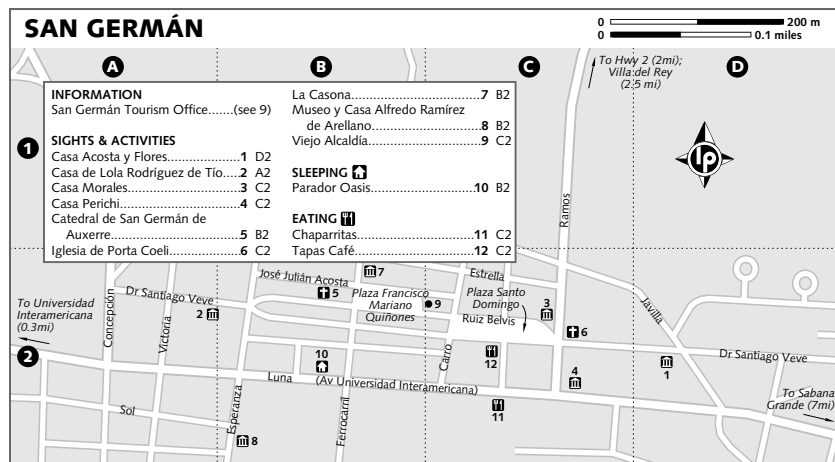 SAN GERMÁN
0 200 m
0 0.1 miles
A B C D
To Hwy 2 (2mi);
Villa del Rey
(2.5 mi)
1
INFORMATION
San Germán Tourism Office.......(see 9)
SIGHTS & ACTIVITIES
Casa Acosta y Flores.......................1 D2
Casa de Lola Rodríguez de Tío.....2 A2
Casa Morales.................................3 C2
Casa Perichi..................................4 C2
Catedral de San Germán de
Auxerre.....................................5 B2
Iglesia de Porta Coeli....................6 C2
La Casona.....................................7 B2
Museo y Casa Alfredo Ramírez
de Arellano................................8 B2
Viejo Alcaldía................................9 C2
SLEEPING
Parador Oasis..............................10 B2
EATING
Chaparritas..................................11 C2
Tapas Café...................................12 C2
lp
Ramos
Estrella
José Julián Acosta
7
Dr Santiago Veve
5
Plaza Francisco
Mariano
Quiñones
9
Plaza Santo
Domingo
3
Javilla
To Universidad
Interamericana
(0.3mi)
Concepción
Victoria
2
Ruiz Belvis
6
2
10
Carro
12
4
1
Dr Santiago Veve
Luna (Av Universidad Interamericana)
To Sabana
Grande (7mi)
Sol
Esperanza
Ferrocarril
11
8